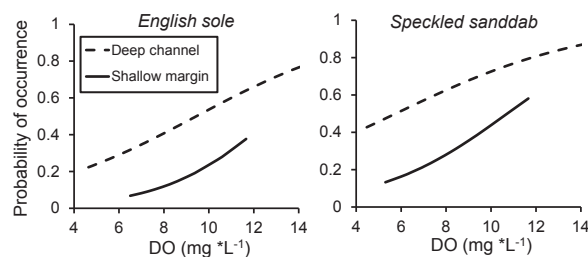 English sole
Speckled sanddab
Probability of occurrence
1
0.8
0.6
0.4
0.2
0
Deep channel
Shallow margin
4 6 8 10 12 14
DO (mg *L-1)
1
0.8
0.6
0.4
0.2
0
4 6 8 10 12 14
DO (mg *L-1)